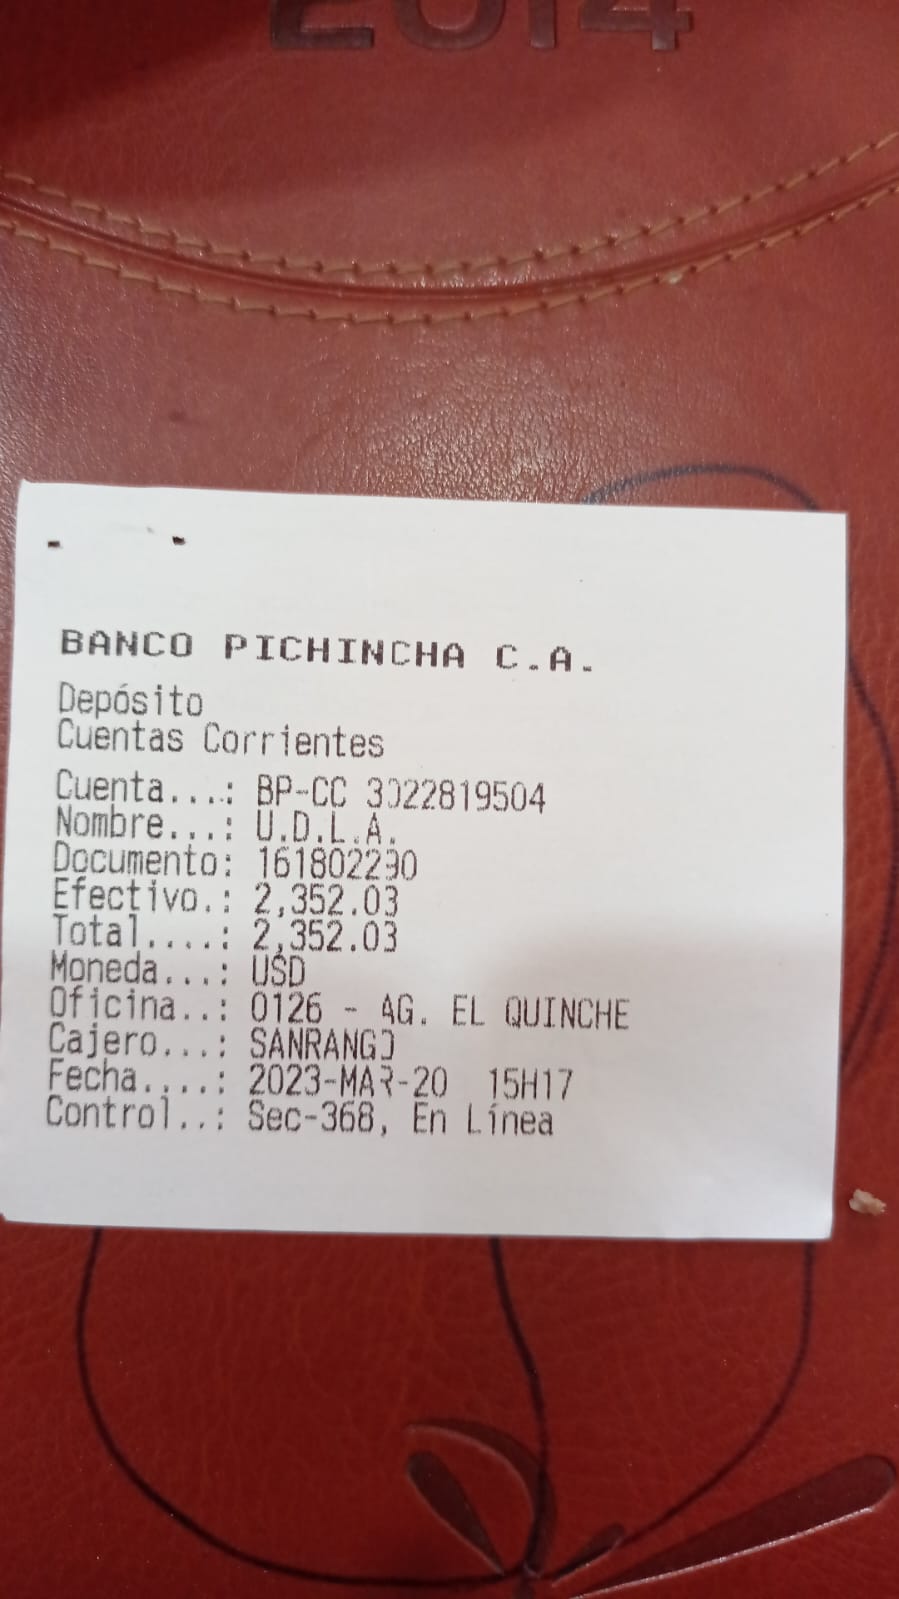 2014
BANCO PICHINCHA C.A.
Depósito
Cuentas Corrientes
Cuenta...: BP-CC 3022819504
Nombre...: U.D.L.A.
Documento: 161802290
Efectivo.: 2,352.03
Total....: 2,352.03
Moneda...: USD
Oficina..: 0126 - AG. EL QUINCHE
Cajero...: SANRANGO
Fecha....: 2023-MAR-20 15H17
Control..: Sec-368, En Línea